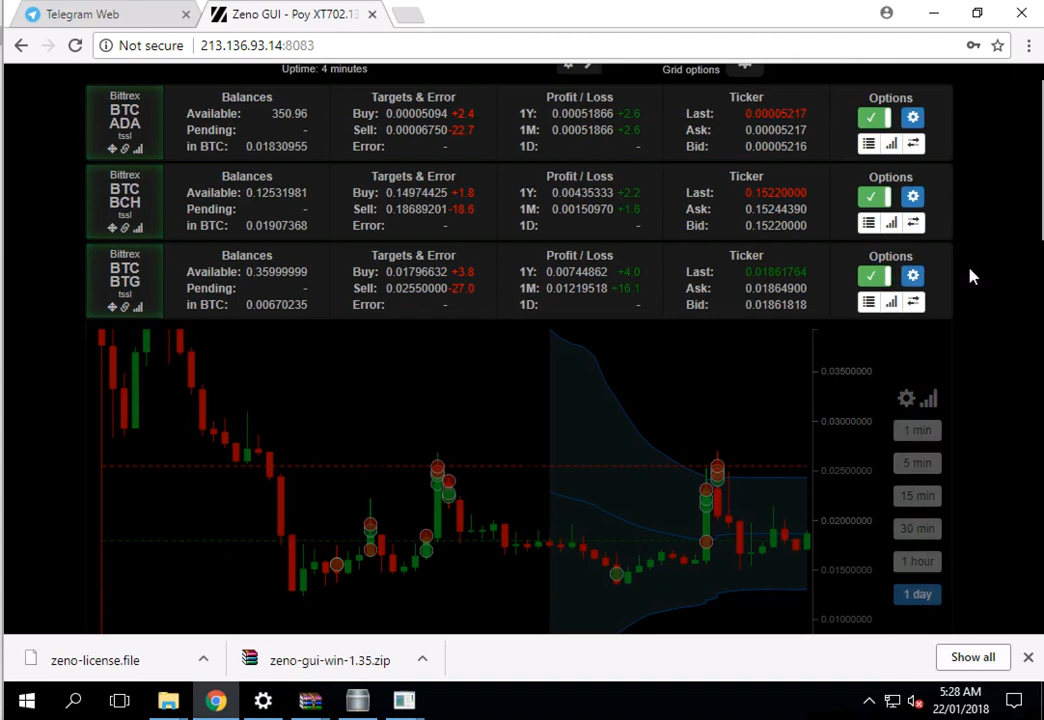 Telegram Web
Zeno GUI - Poy XT702.13
Not secure 213.136.93.14:8083
Uptime: 4 minutes
Grid options
Bittrex
BTC
ADA
tssl
Balances
Available: 350.96
Pending: -
in BTC: 0.01830955
Targets & Error
Buy: 0.00005094 +2.4
Sell: 0.00006750 -22.7
Error: -
Profit / Loss
1Y: 0.00051866 +2.6
1M: 0.00051866 +2.6
1D: -
Ticker
Last: 0.00005217
Ask: 0.00005217
Bid: 0.00005216
Options
Bittrex
BTC
BCH
tssl
Balances
Available: 0.12531981
Pending: -
in BTC: 0.01907368
Targets & Error
Buy: 0.14974425 +1.8
Sell: 0.18689201 -18.6
Error: -
Profit / Loss
1Y: 0.00435333 +2.2
1M: 0.00150970 +1.6
1D: -
Ticker
Last: 0.15220000
Ask: 0.15244390
Bid: 0.15220000
Options
Bittrex
BTC
BTG
tssl
Balances
Available: 0.35999999
Pending: -
in BTC: 0.00670235
Targets & Error
Buy: 0.01796632 +3.8
Sell: 0.02550000 -27.0
Error: -
Profit / Loss
1Y: 0.00744862 +4.0
1M: 0.01219518 +16.1
1D: -
Ticker
Last: 0.01861764
Ask: 0.01864900
Bid: 0.01861818
Options
0.03500000
0.03000000
0.02500000
0.02000000
0.01500000
0.01000000
1 min
5 min
15 min
30 min
1 hour
1 day
zeno-license.file
zeno-gui-win-1.35.zip
Show all
5:28 AM
22/01/2018